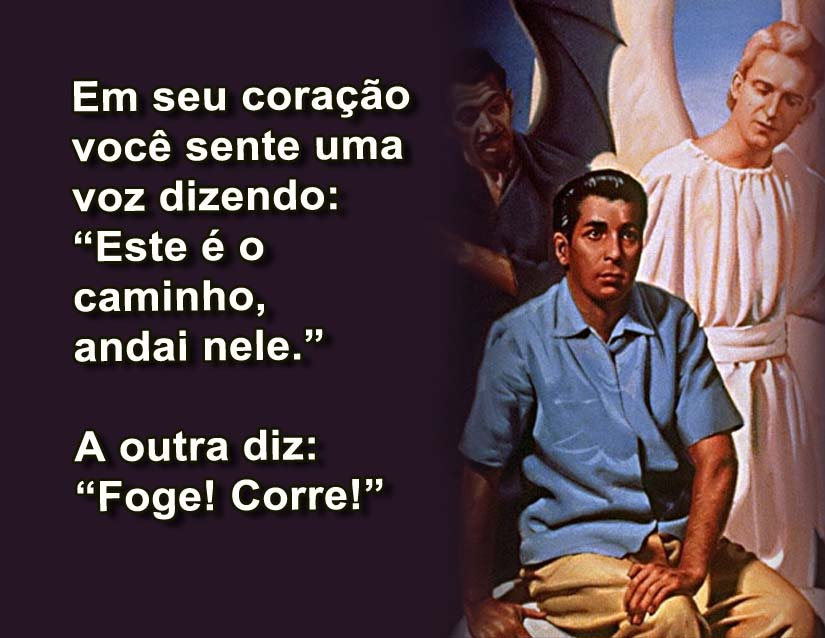 Em seu coração
você sente uma
voz dizendo:
“Este é o
caminho,
andai nele.”
A outra diz:
“Foge! Corre!”